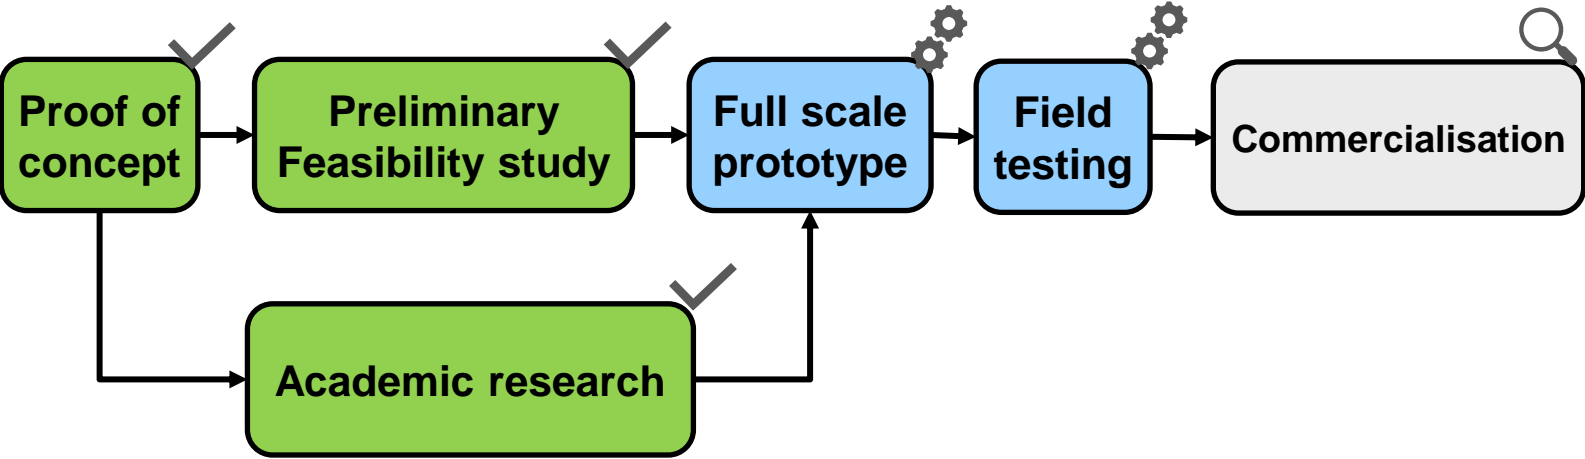 Proof of
concept
Preliminary
Feasibility study
Full scale
prototype
Field
testing
Commercialisation
Academic research